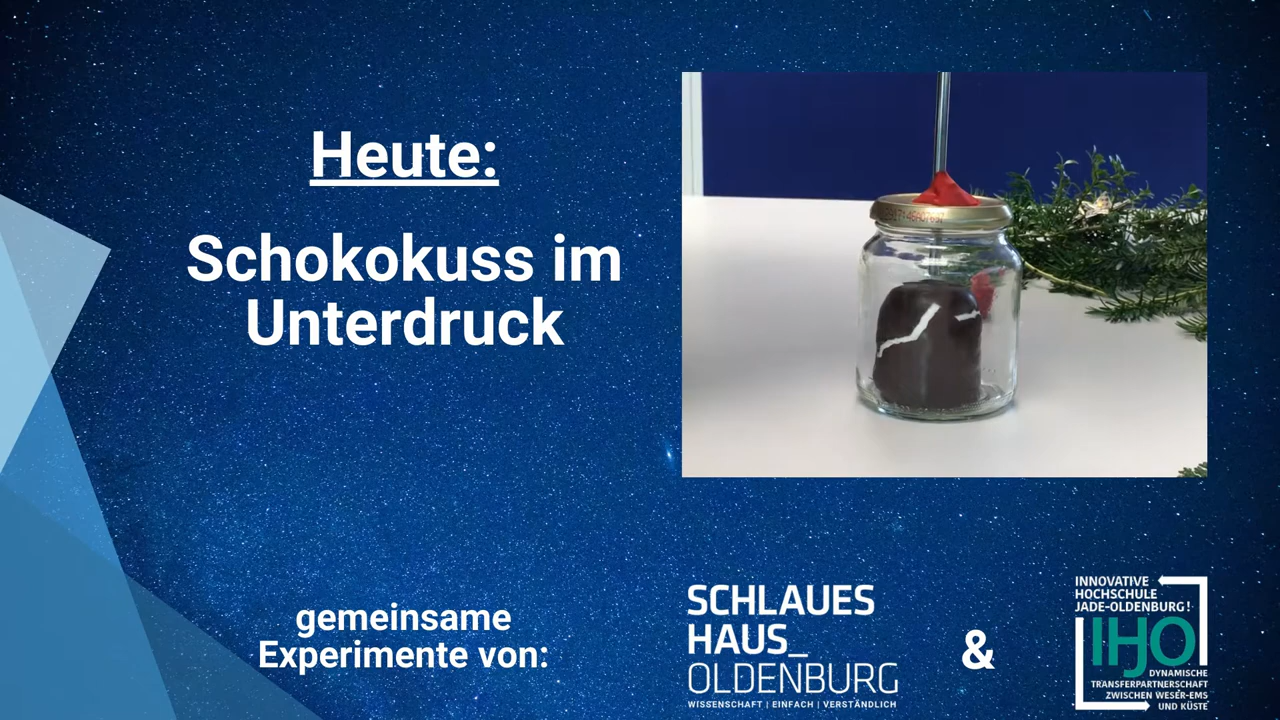 Heute:
Schokokuss im
Unterdruck
gemeinsame
Experimente von:
SCHLAUES
HAUS_
OLDENBURG
WISSENSCHAFT | EINFACH | VERSTÄNDLICH
&
INNOVATIVE
HOCHSCHULE
JADE-OLDENBURG!
IHJO
DYNAMISCHE
TRANSFERPARTNERSCHAFT
ZWISCHEN WESER-EMS
UND KÜSTE